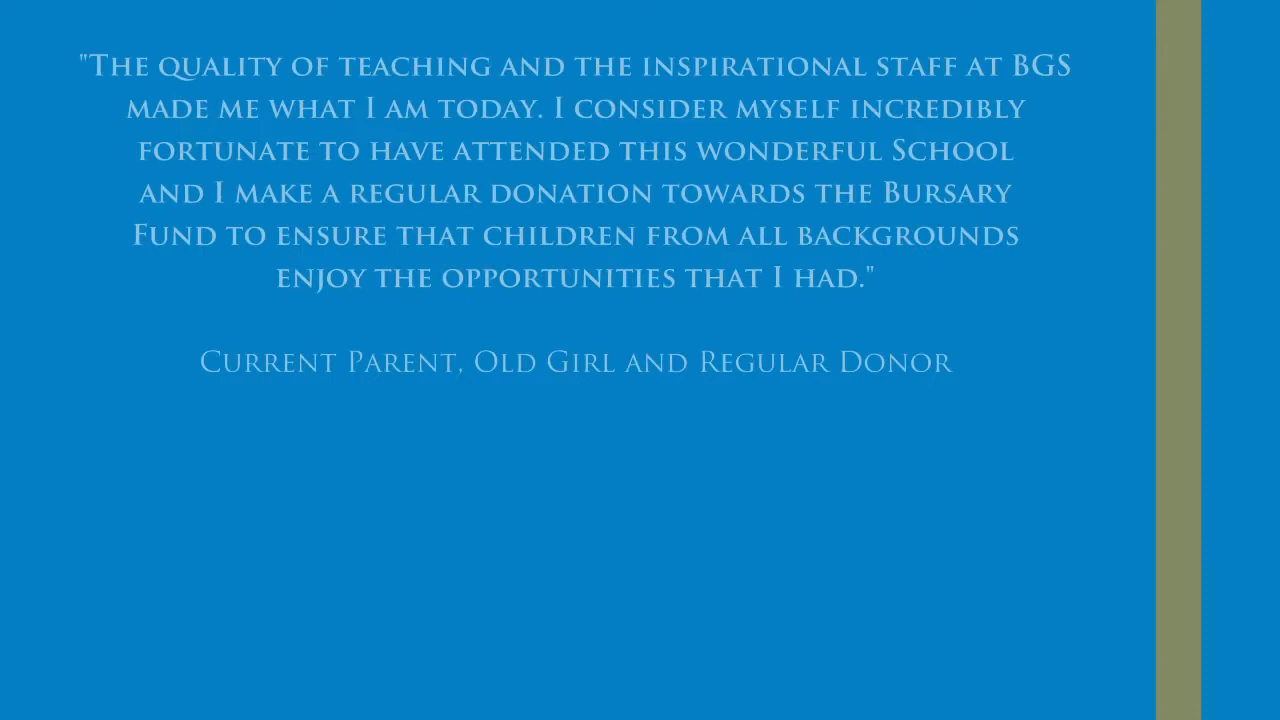 "The quality of teaching and the inspirational staff at BGS
made me what I am today. I consider myself incredibly
fortunate to have attended this wonderful School
and I make a regular donation towards the Bursary
Fund to ensure that children from all backgrounds
enjoy the opportunities that I had."
Current Parent, Old Girl and Regular Donor